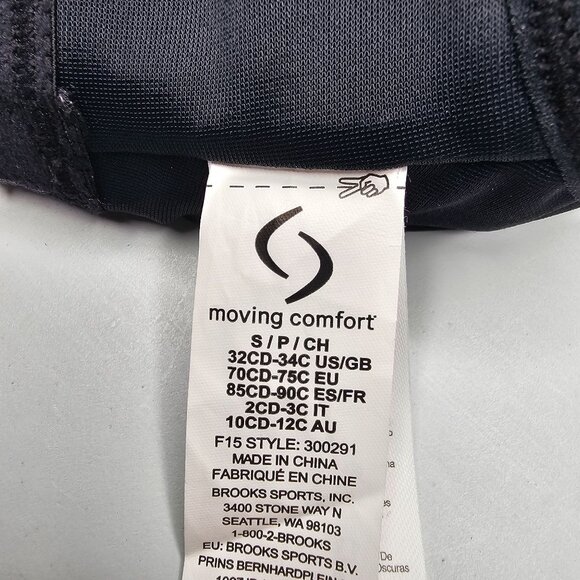 moving comfort
S / P / CH
32CD-34C US/GB
70CD-75C EU
85CD-90C ES/FR
2CD-3C IT
10CD-12C AU
F15 STYLE: 300291
MADE IN CHINA
FABRIQUÉ EN CHINE
BROOKS SPORTS, INC.
3400 STONE WAY N
SEATTLE, WA 98103
1-800-2-BROOKS
EU: BROOKS SPORTS B.V.
PRINS BERNHARDPLEIN
De
Oscuras